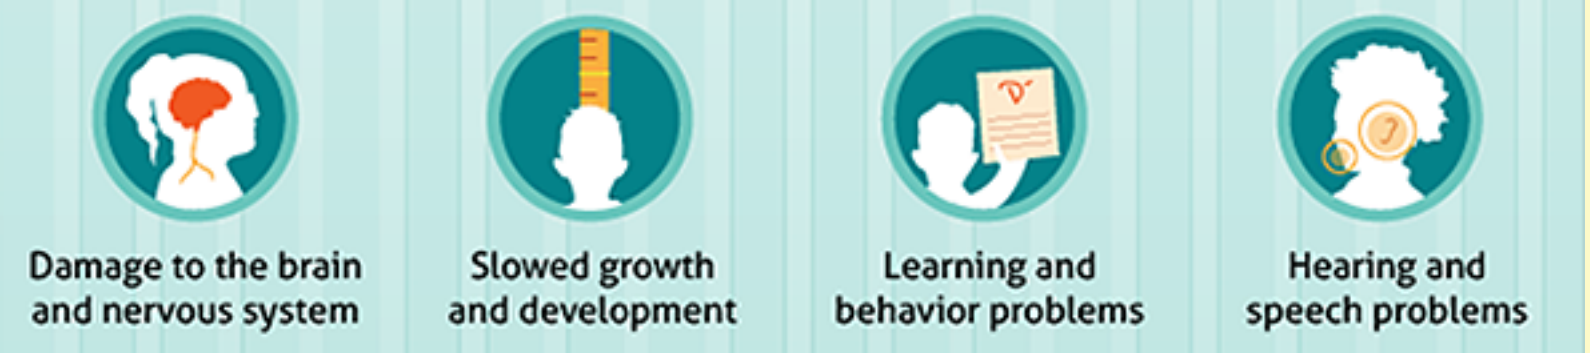 D-
Damage to the brain
and nervous system
Slowed growth
and development
Learning and
behavior problems
Hearing and
speech problems